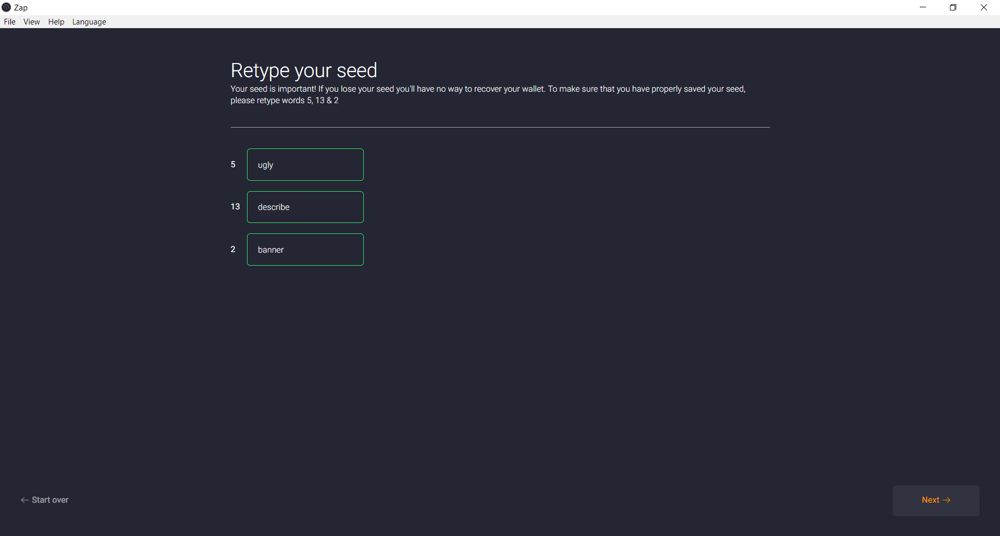 Zap
File View Help Language
Retype your seed
Your seed is important! If you lose your seed you'll have no way to recover your wallet. To make sure that you have properly saved your seed,
please retype words 5, 13 & 2
5 ugly
13 describe
2 banner
← Start over
Next →